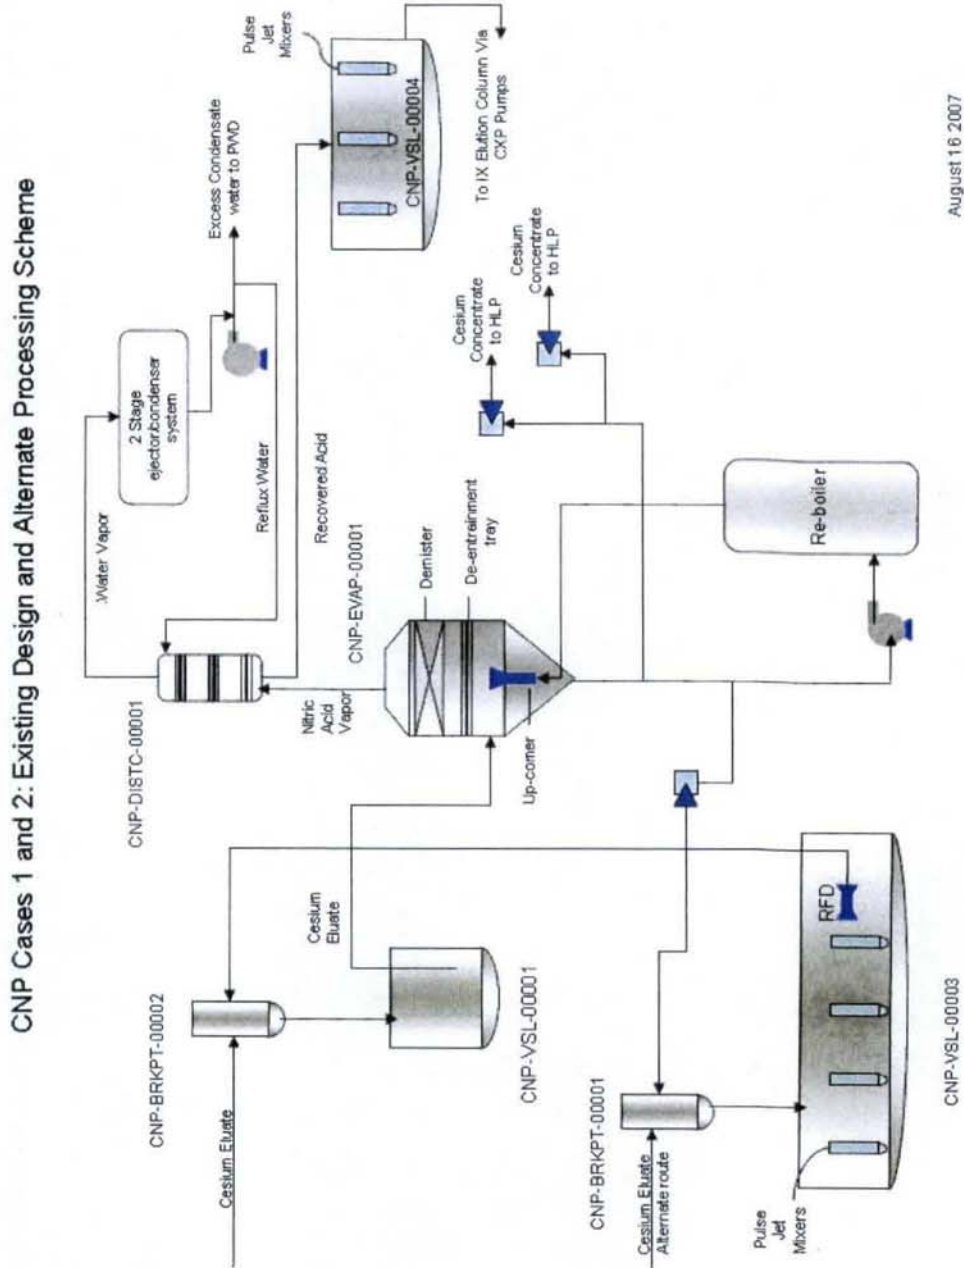 CNP Cases 1 and 2: Existing Design and Alternate Processing Scheme
Pulse
Jet
Mixers
CNP-VSL-00004
To IX Elution Column Via
CXP Pumps
Excess Condensate
water to PWD
2 Stage
ejector/condenser
system
.Water Vapor
Reflux Water
Recovered Acid
CNP-DISTC-00001
Nitric
Acid
Vapor
CNP-EVAP-00001
Demister
De-entrainment
tray
Up-comer
Cesium
Concentrate
to HLP
Cesium
Concentrate
to HLP
Re-boiler
CNP-BRKPT-00002
Cesium Eluate
Cesium
Eluate
CNP-VSL-00001
CNP-BRKPT-00001
Cesium Eluate
Alternate route
RFD
Pulse
Jet
Mixers
CNP-VSL-00003
August 16 2007